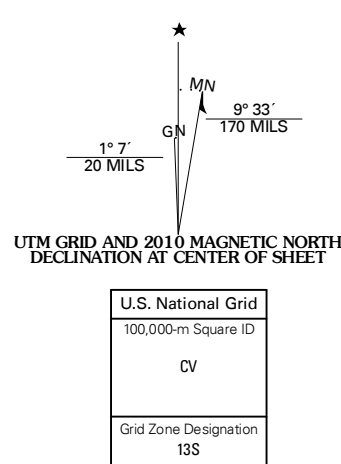 MN
9° 33´
170 MILS
GN
1° 7´
20 MILS
UTM GRID AND 2010 MAGNETIC NORTH
DECLINATION AT CENTER OF SHEET
U.S. National Grid
100,000-m Square ID
CV
Grid Zone Designation
13S